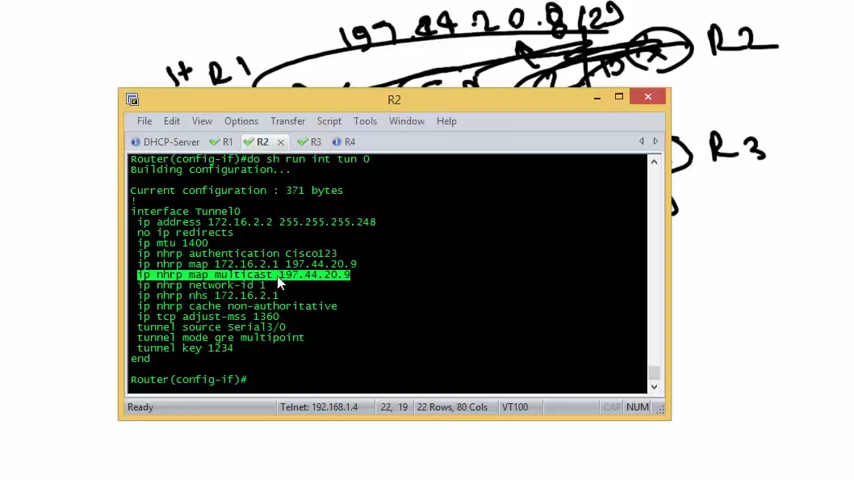 197.44.20.8(29)
R2
1+ R1
R3
R2
File Edit View Options Transfer Script Tools Window Help
DHCP-Server R1 R2 R3 R4
Router(config-if)#do sh run int tun 0
Building configuration...
Current configuration : 371 bytes
!
interface Tunnel0
ip address 172.16.2.2 255.255.255.248
no ip redirects
ip mtu 1400
ip nhrp authentication Cisco123
ip nhrp map 172.16.2.1 197.44.20.9
ip nhrp map multicast 197.44.20.9
ip nhrp network-id 1
ip nhrp nhs 172.16.2.1
ip nhrp cache non-authoritative
ip tcp adjust-mss 1360
tunnel source Serial3/0
tunnel mode gre multipoint
tunnel key 1234
end
Router(config-if)#
Ready Telnet: 192.168.1.4 22, 19 22 Rows, 80 Cols VT100 CAP NUM